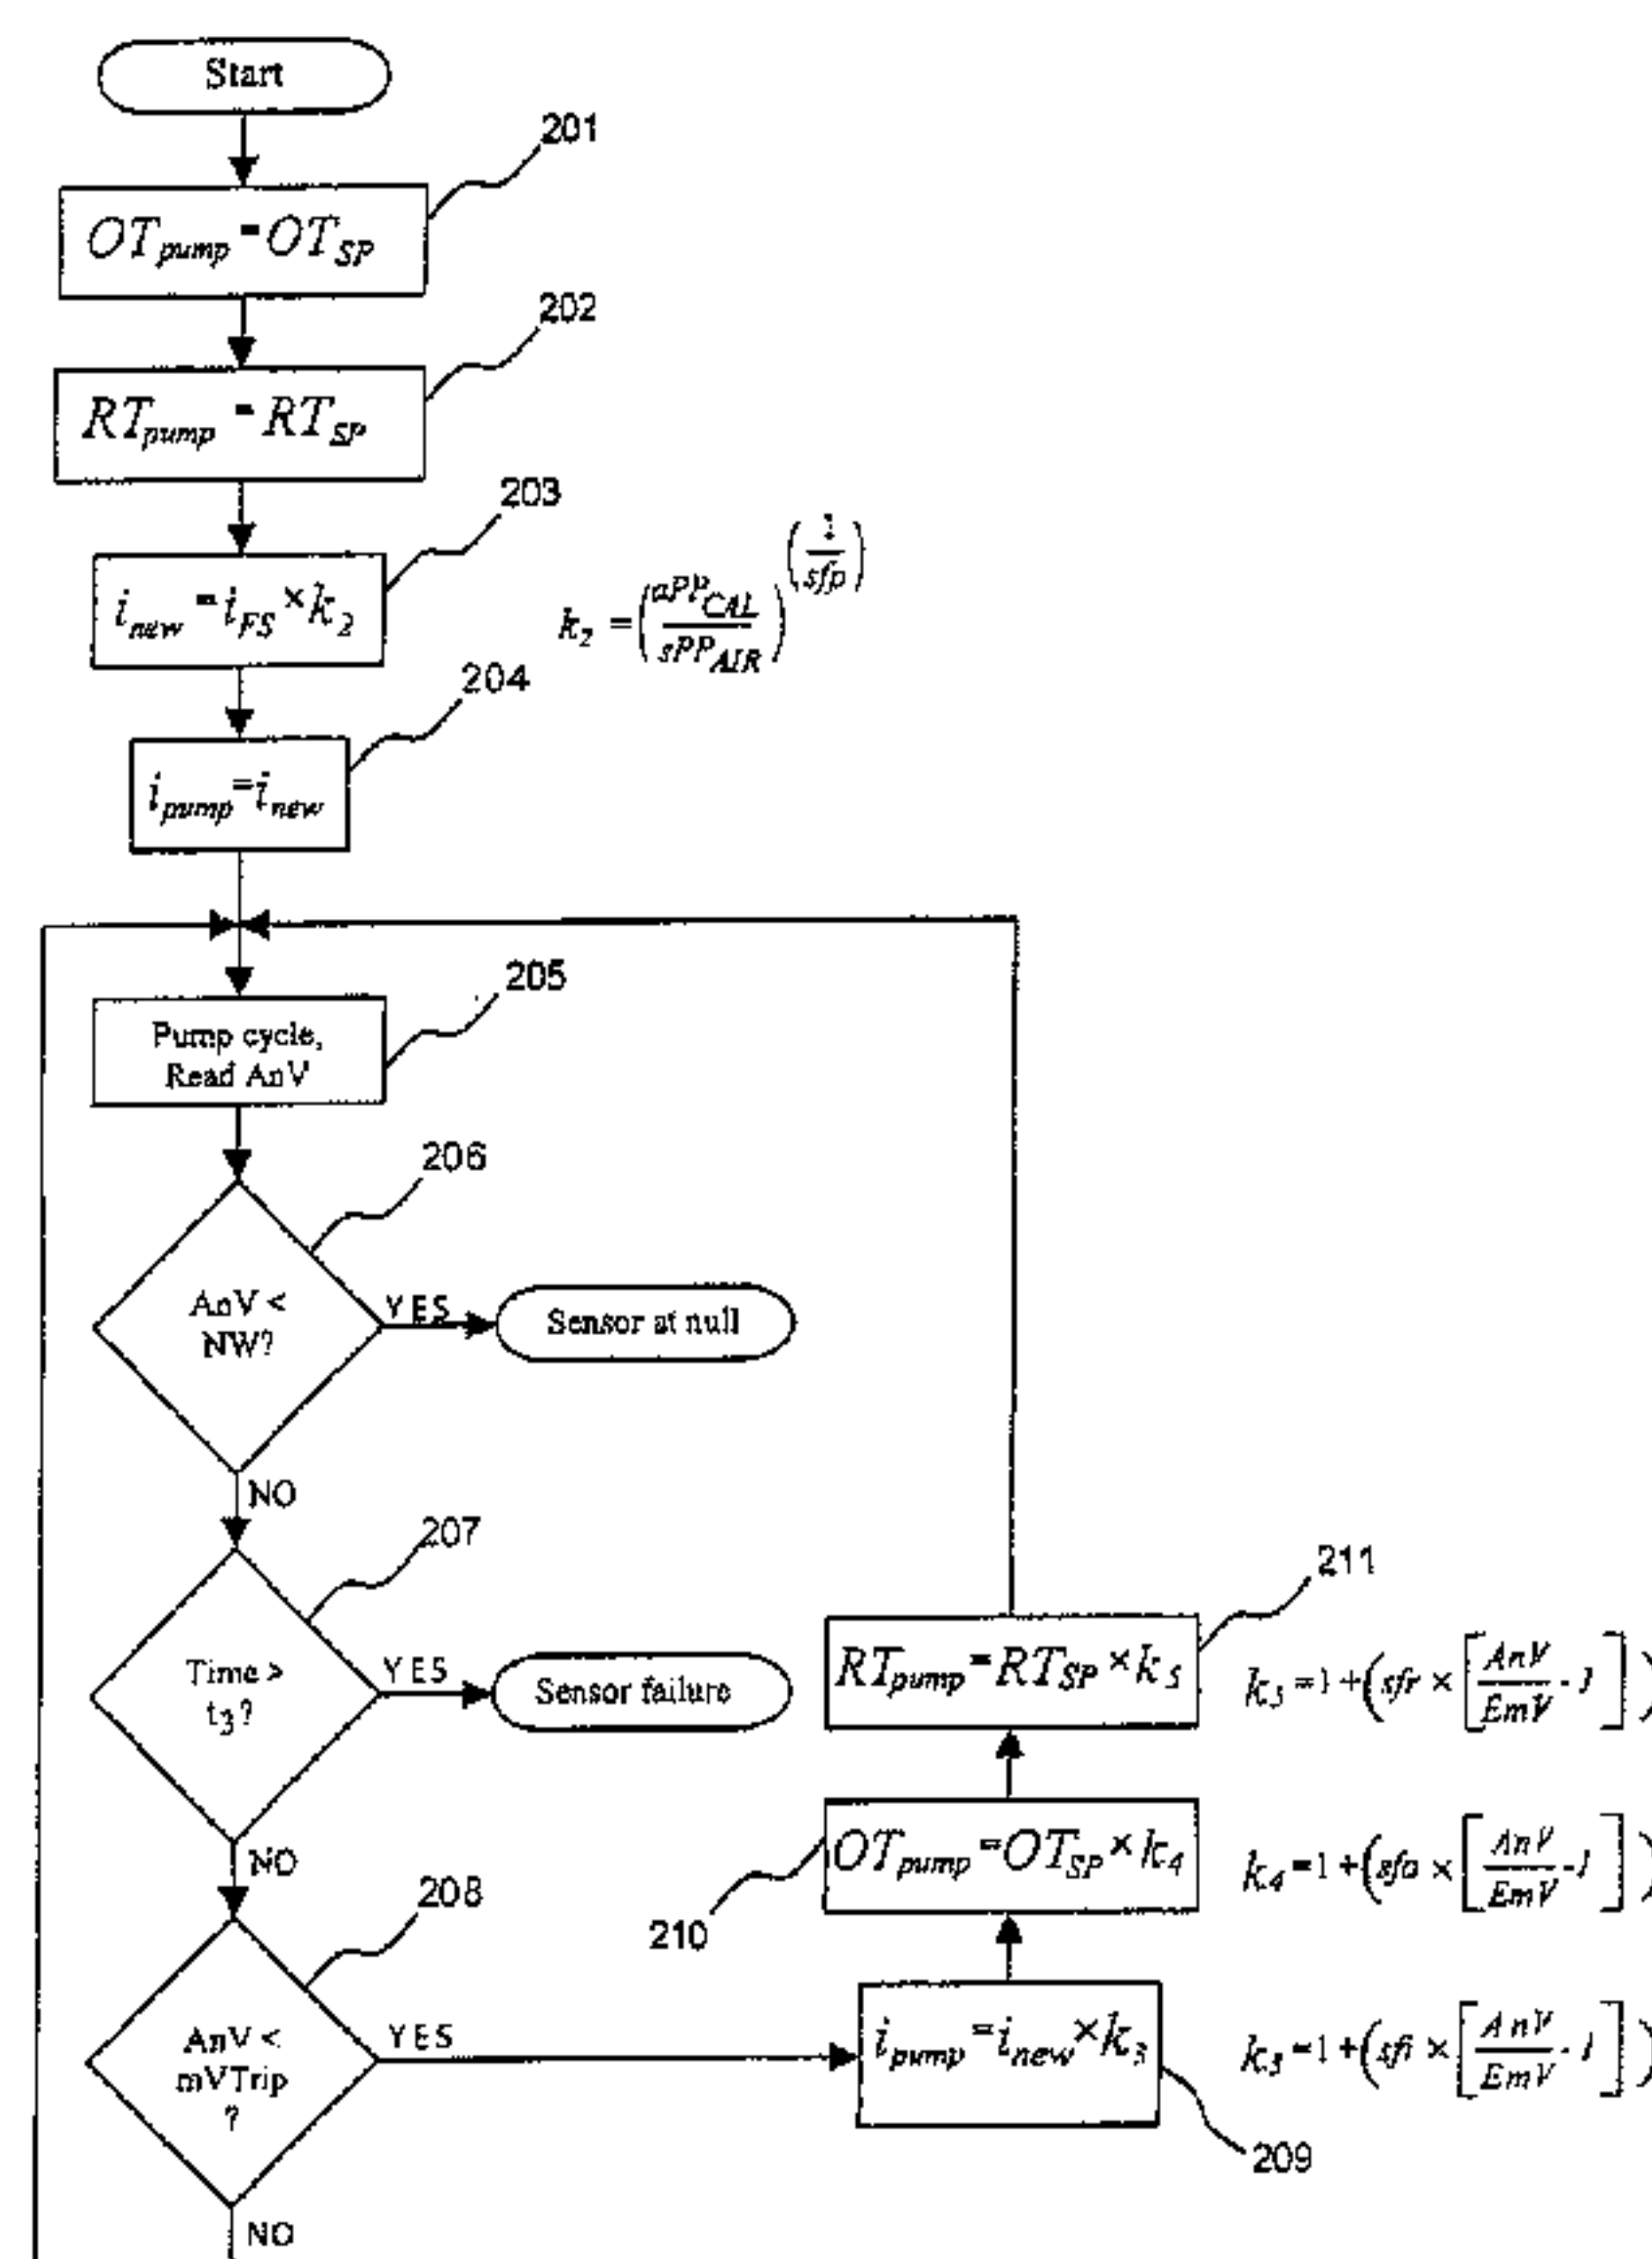 Start
201
OT_pump = OT_SP
202
RT_pump = RT_SP
203
i_new = i_FS × k_2
k_2 = (aPP_CAL / sPP_AIR)^(1/sfp)
204
i_pump = i_new
205
Pump cycle,
Read AnV
206
AnV <
NW?
YES
Sensor at null
NO
207
Time >
t_3?
YES
Sensor failure
211
RT_pump = RT_SP × k_5
k_5 = 1 + (sfr × [AnV / EmV - 1])
NO
208
OT_pump = OT_SP × k_4
k_4 = 1 + (sfo × [AnV / EmV - 1])
210
AnV <
mVTrip
?
YES
i_pump = i_new × k_3
k_3 = 1 + (sfi × [AnV / EmV - 1])
209
NO